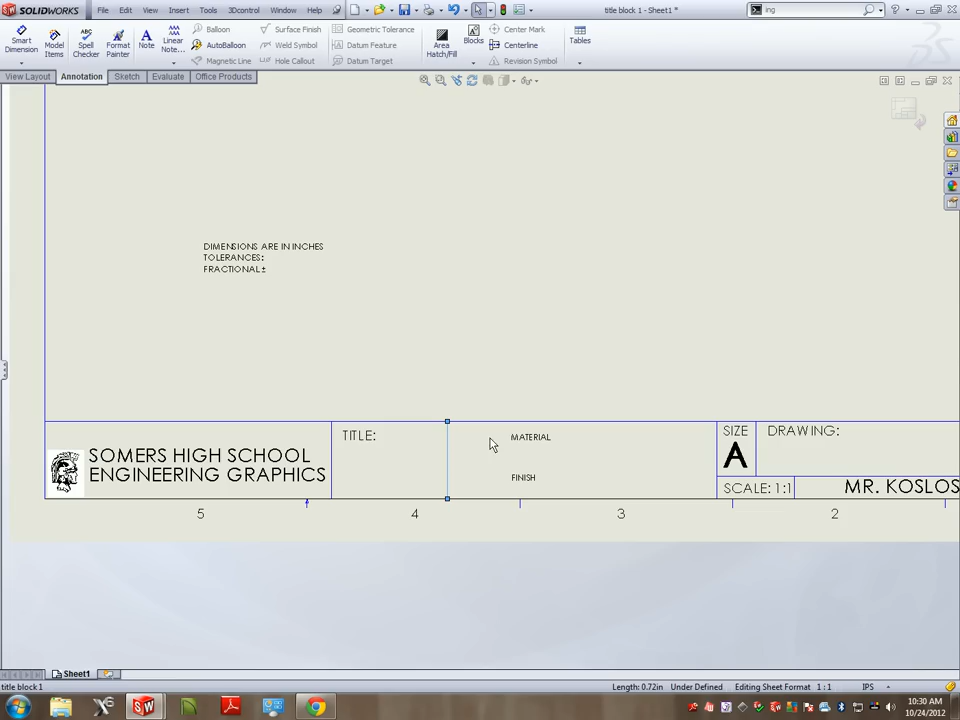 SOLIDWORKS File Edit View Insert Tools 3Dcontrol Window Help title block 1 - Sheet1 * ing
Smart Dimension Model Items Spell Checker Format Painter Note Linear Note... Balloon AutoBalloon Magnetic Line Surface Finish Weld Symbol Hole Callout Geometric Tolerance Datum Feature Datum Target Area Hatch/Fill Blocks Center Mark Centerline Revision Symbol Tables
View Layout Annotation Sketch Evaluate Office Products
DIMENSIONS ARE IN INCHES
TOLERANCES:
FRACTIONAL±
SOMERS HIGH SCHOOL
ENGINEERING GRAPHICS
TITLE:
MATERIAL
FINISH
SIZE
A
DRAWING:
SCALE: 1:1
MR. KOSLOS
5 4 3 2
Sheet1
title block 1 Length: 0.72in Under Defined Editing Sheet Format 1 : 1 IPS
10:30 AM
10/24/2012